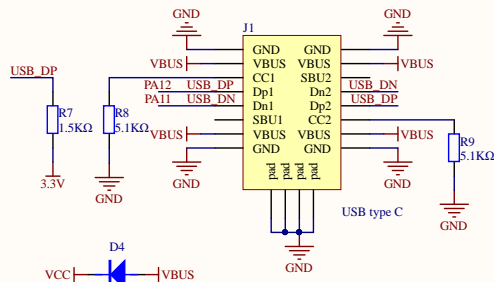 GND GND
J1
GND GND
VBUS VBUS VBUS VBUS
USB_DP CC1 SBU2
PA12 USB_DP Dp1 Dn2 USB_DN
PA11 USB_DN Dn1 Dp2 USB_DP
R7 R8 SBU1 CC2
1.5KΩ 5.1KΩ
VBUS VBUS VBUS VBUS
GND GND
R9
5.1KΩ
3.3V GND GND pad pad pad pad GND
USB type C
GND
D4
GND
VCC VBUS